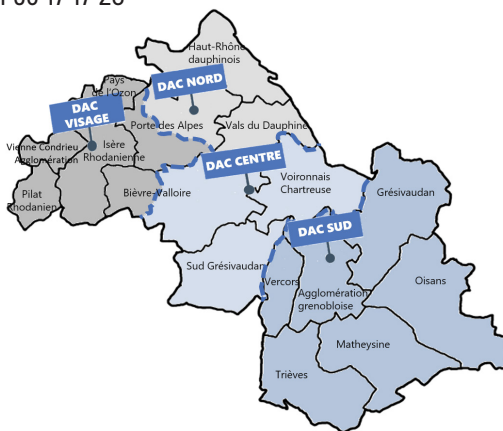 Haut-Rhône
dauphinois
Pays
de l'Ozon
DAC NORD
DAC
VISAGE
Porte des Alpes
Vals du Dauphiné
Vienne Condrieu
Agglomération
Isère
Rhodanienne
DAC CENTRE
Voironnais
Chartreuse
Bièvre-Valloire
Pilat
Rhodanien
Grésivaudan
DAC SUD
Sud Grésivaudan
Vercors
Agglomération
grenobloise
Oisans
Matheysine
Trièves